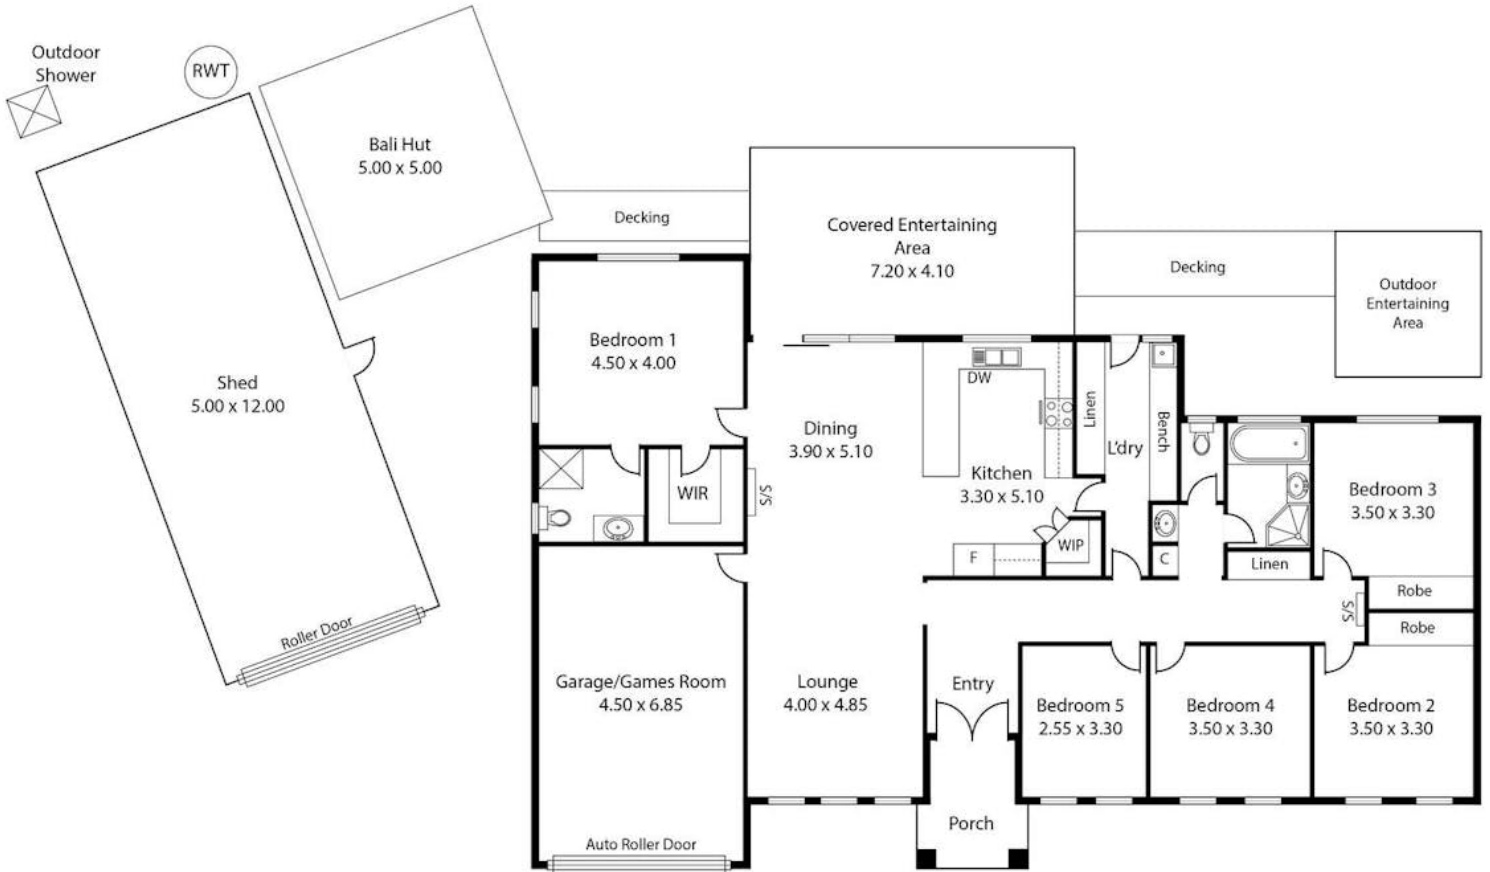 Outdoor
Shower
RWT
Bali Hut
5.00 x 5.00
Decking
Covered Entertaining
Area
7.20 x 4.10
Decking
Outdoor
Entertaining
Area
Shed
5.00 x 12.00
Roller Door
Bedroom 1
4.50 x 4.00
WIR
S/S
Dining
3.90 x 5.10
DW
Kitchen
3.30 x 5.10
F
WIP
Linen
L'dry
Bench
C
Linen
Bedroom 3
3.50 x 3.30
Robe
S/S
Robe
Garage/Games Room
4.50 x 6.85
Auto Roller Door
Lounge
4.00 x 4.85
Entry
Porch
Bedroom 5
2.55 x 3.30
Bedroom 4
3.50 x 3.30
Bedroom 2
3.50 x 3.30